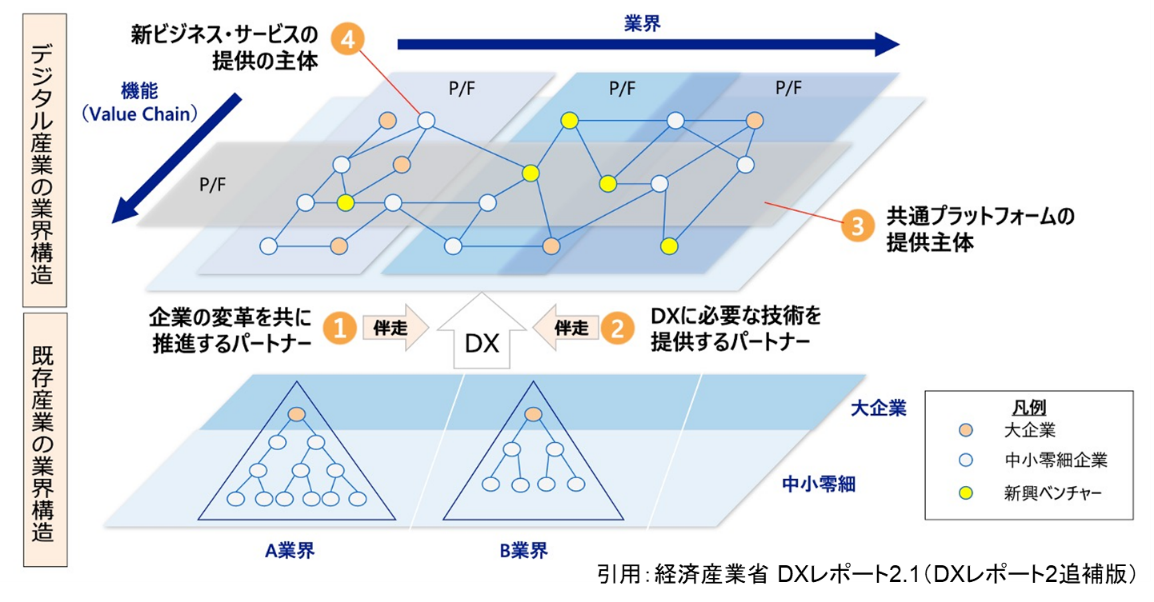 デジタル産業の業界構造
新ビジネス・サービスの
提供の主体
4
業界
機能
（Value Chain）
P/F
P/F
P/F
P/F
3
共通プラットフォームの
提供主体
既存産業の業界構造
企業の変革を共に
推進するパートナー
1
伴走
DX
伴走
2
DXに必要な技術を
提供するパートナー
大企業
中小零細
A業界
B業界
凡例
大企業
中小零細企業
新興ベンチャー
引用：経済産業省 DXレポート2.1（DXレポート2追補版）